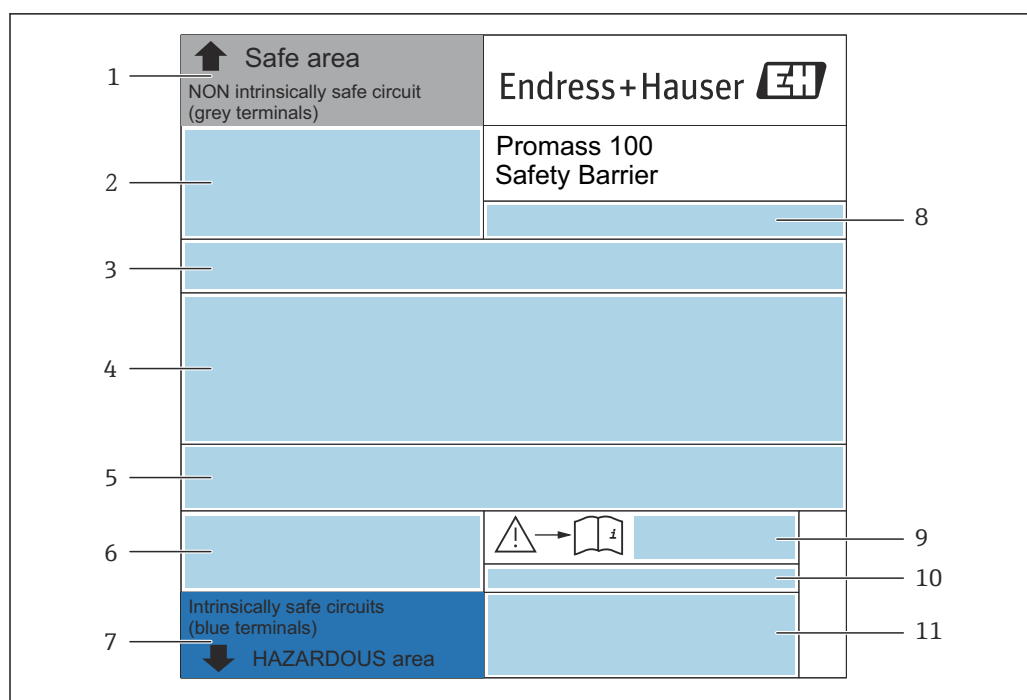 Safe area
NON intrinsically safe circuit
(grey terminals)
Endress+Hauser EH
Promass 100
Safety Barrier
1
2
3
4
5
6
7
8
9
10
11
i
Intrinsically safe circuits
(blue terminals)
HAZARDOUS area